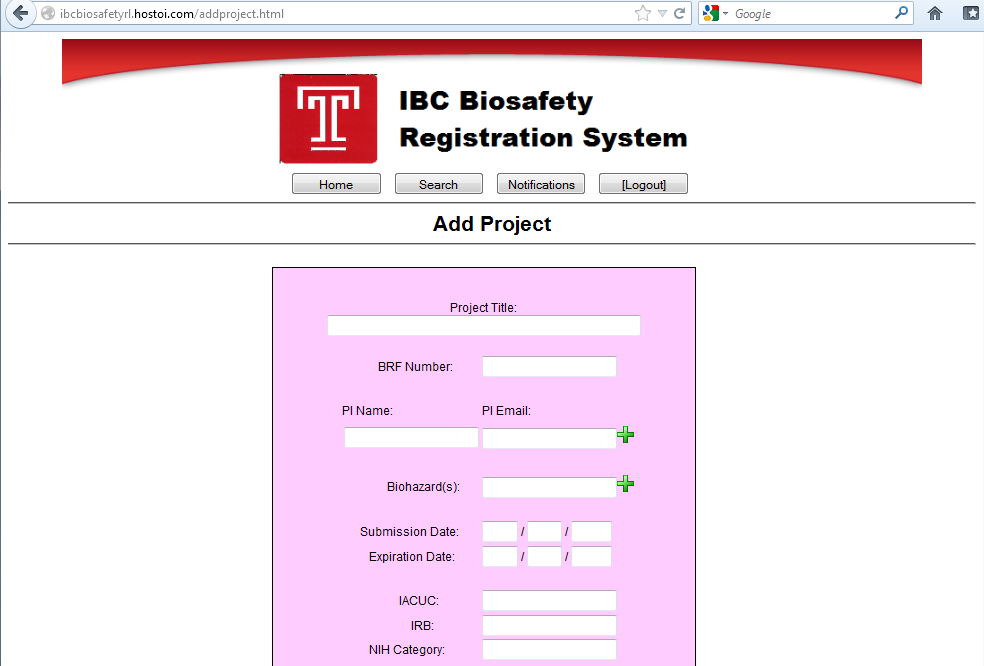 ibcbiosafetyrl.hostoi.com/addproject.html
Google
T
IBC Biosafety
Registration System
Home Search Notifications [Logout]
Add Project
Project Title:
BRF Number:
PI Name: PI Email:
Biohazard(s):
Submission Date: / /
Expiration Date: / /
IACUC:
IRB:
NIH Category: